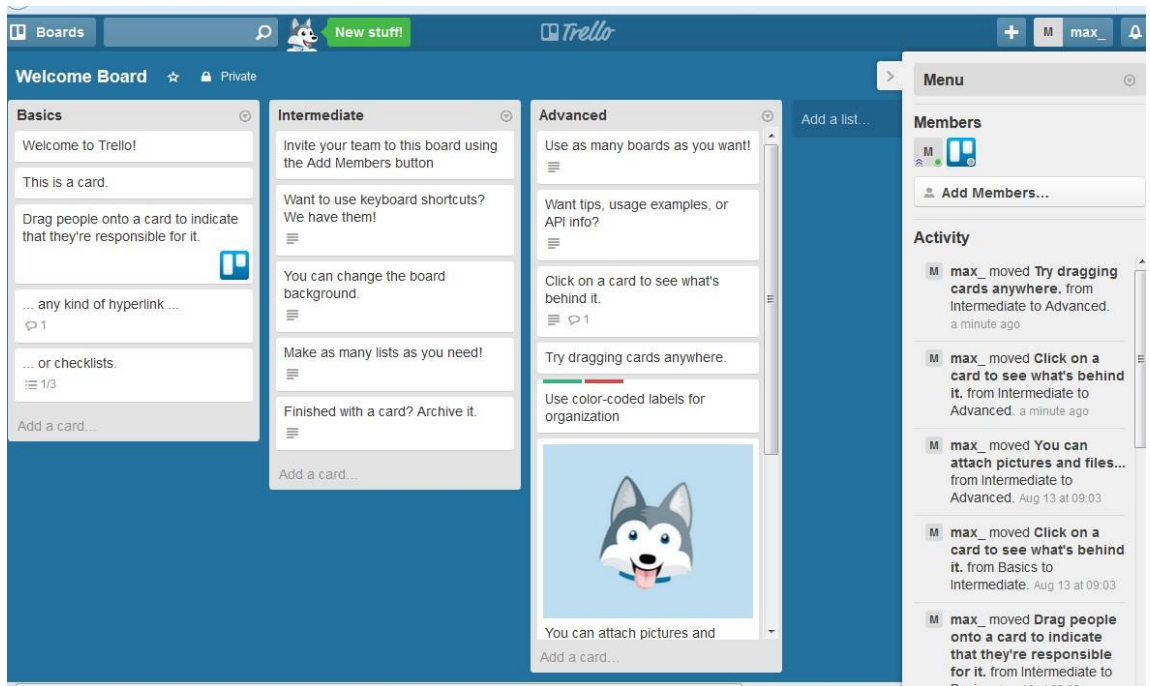 Boards
New stuff!
Trello
M max_
Welcome Board
Private
Basics
Welcome to Trello!
This is a card.
Drag people onto a card to indicate
that they're responsible for it.
... any kind of hyperlink ...
1
... or checklists.
1/3
Add a card...
Intermediate
Invite your team to this board using
the Add Members button
Want to use keyboard shortcuts?
We have them!
You can change the board
background.
Make as many lists as you need!
Finished with a card? Archive it.
Add a card...
Advanced
Use as many boards as you want!
Want tips, usage examples, or
API info?
Click on a card to see what's
behind it.
1
Try dragging cards anywhere.
Use color-coded labels for
organization
You can attach pictures and
Add a card...
Add a list...
Menu
Members
M
Add Members...
Activity
M max_ moved Try dragging
cards anywhere. from
Intermediate to Advanced.
a minute ago
M max_ moved Click on a
card to see what's behind
it. from Intermediate to
Advanced. a minute ago
M max_ moved You can
attach pictures and files...
from Intermediate to
Advanced. Aug 13 at 09:03
M max_ moved Click on a
card to see what's behind
it. from Basics to
Intermediate. Aug 13 at 09:03
M max_ moved Drag people
onto a card to indicate
that they're responsible
for it. from Intermediate to